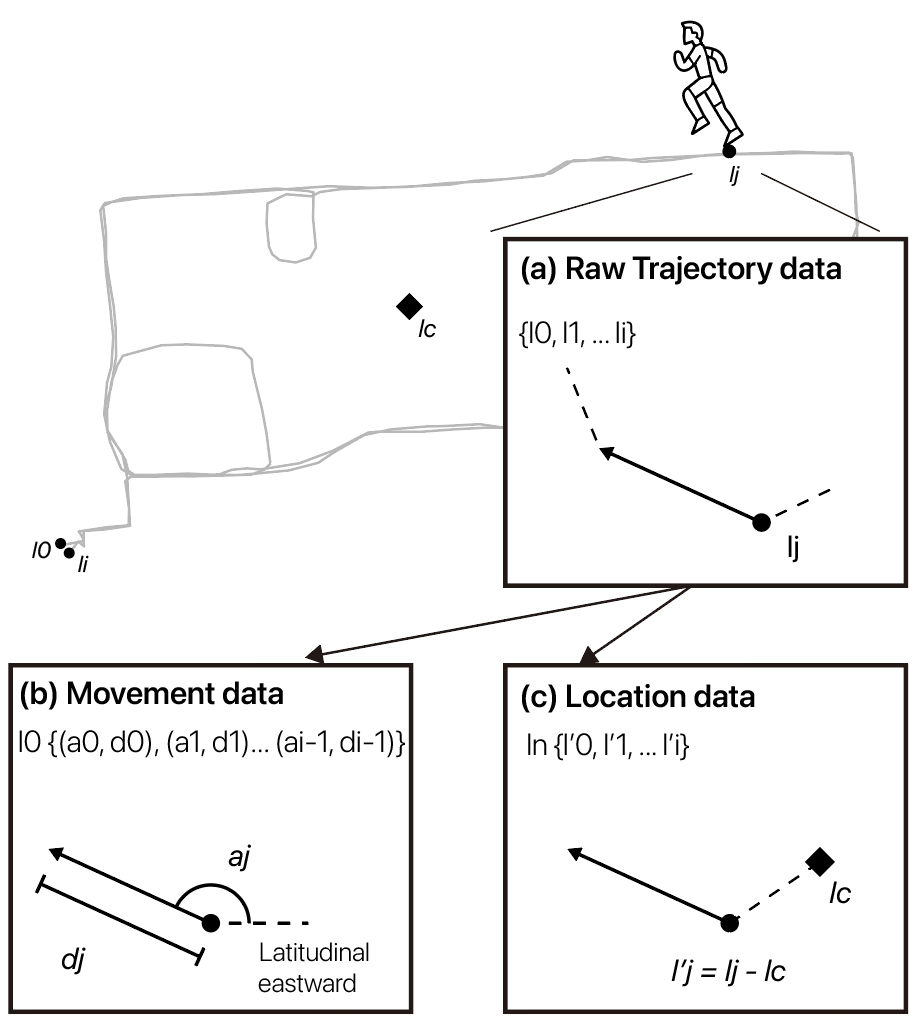 lj
(a) Raw Trajectory data
{l0, l1, ... li}
lc
lj
l0
li
(b) Movement data
l0 {(a0, d0), (a1, d1)... (ai-1, di-1)}
aj
dj
Latitudinal
eastward
(c) Location data
ln {l'0, l'1, ... l'i}
lc
l'j = lj - lc